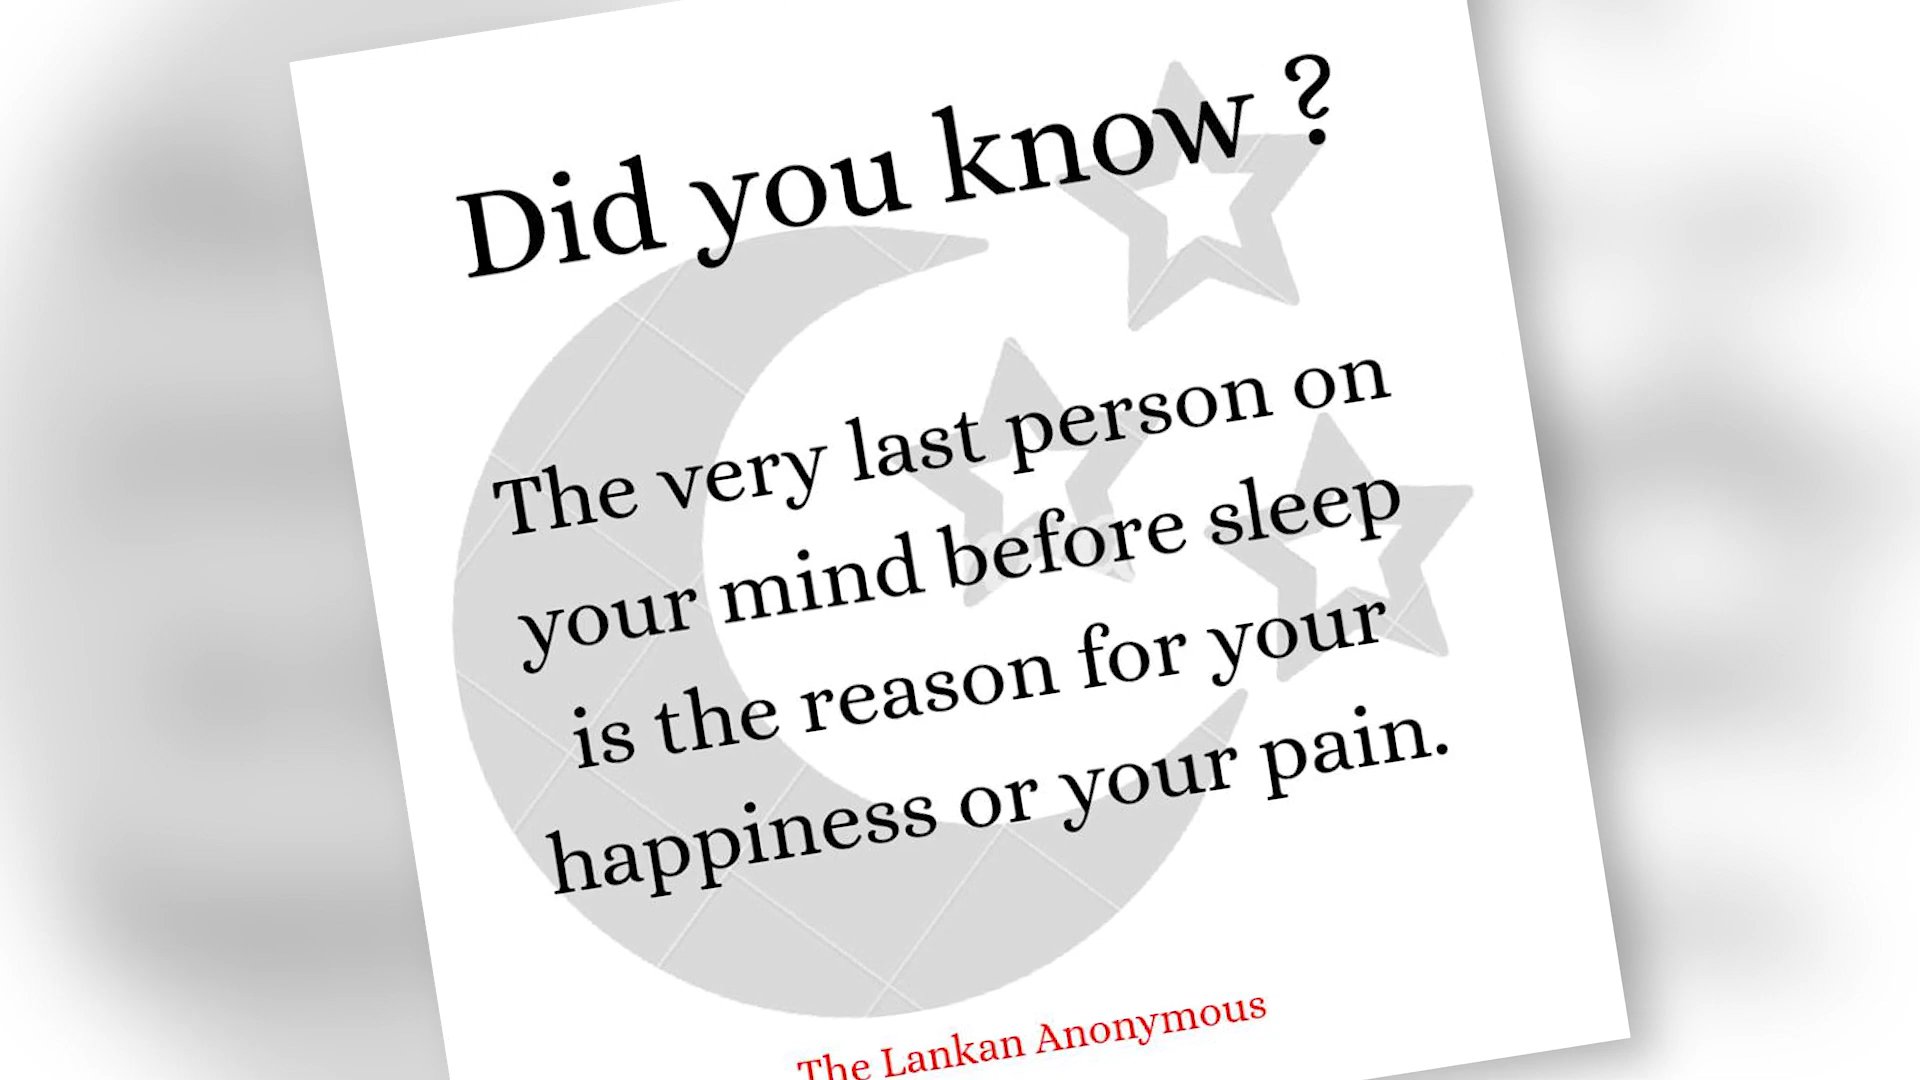 Did you know ?
The very last person on
your mind before sleep
is the reason for your
happiness or your pain.
The Lankan Anonymous